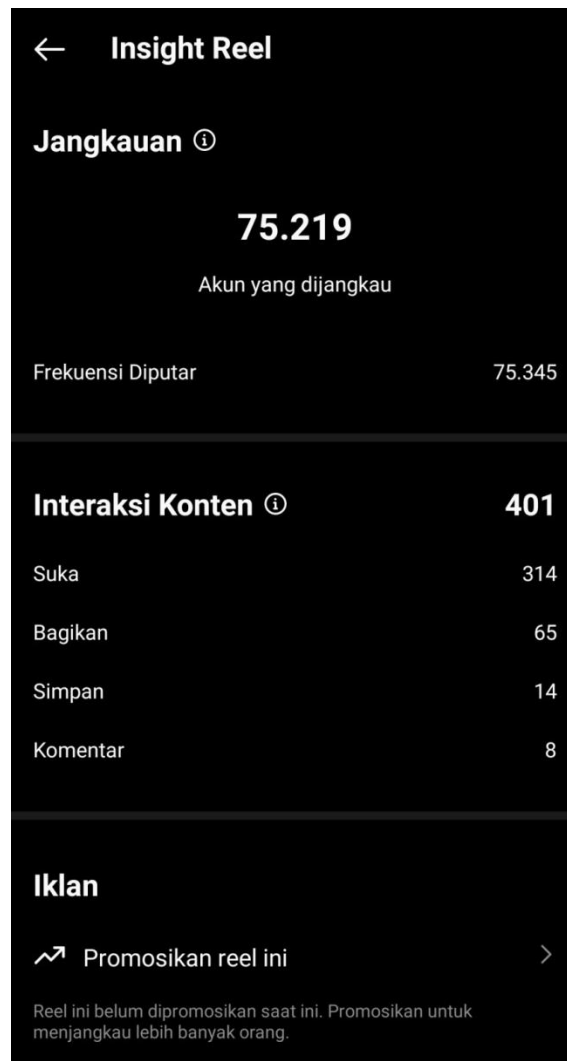 Insight Reel
Jangkauan
75.219
Akun yang dijangkau
Frekuensi Diputar 75.345
Interaksi Konten 401
Suka 314
Bagikan 65
Simpan 14
Komentar 8
Iklan
Promosikan reel ini
Reel ini belum dipromosikan saat ini. Promosikan untuk
menjangkau lebih banyak orang.